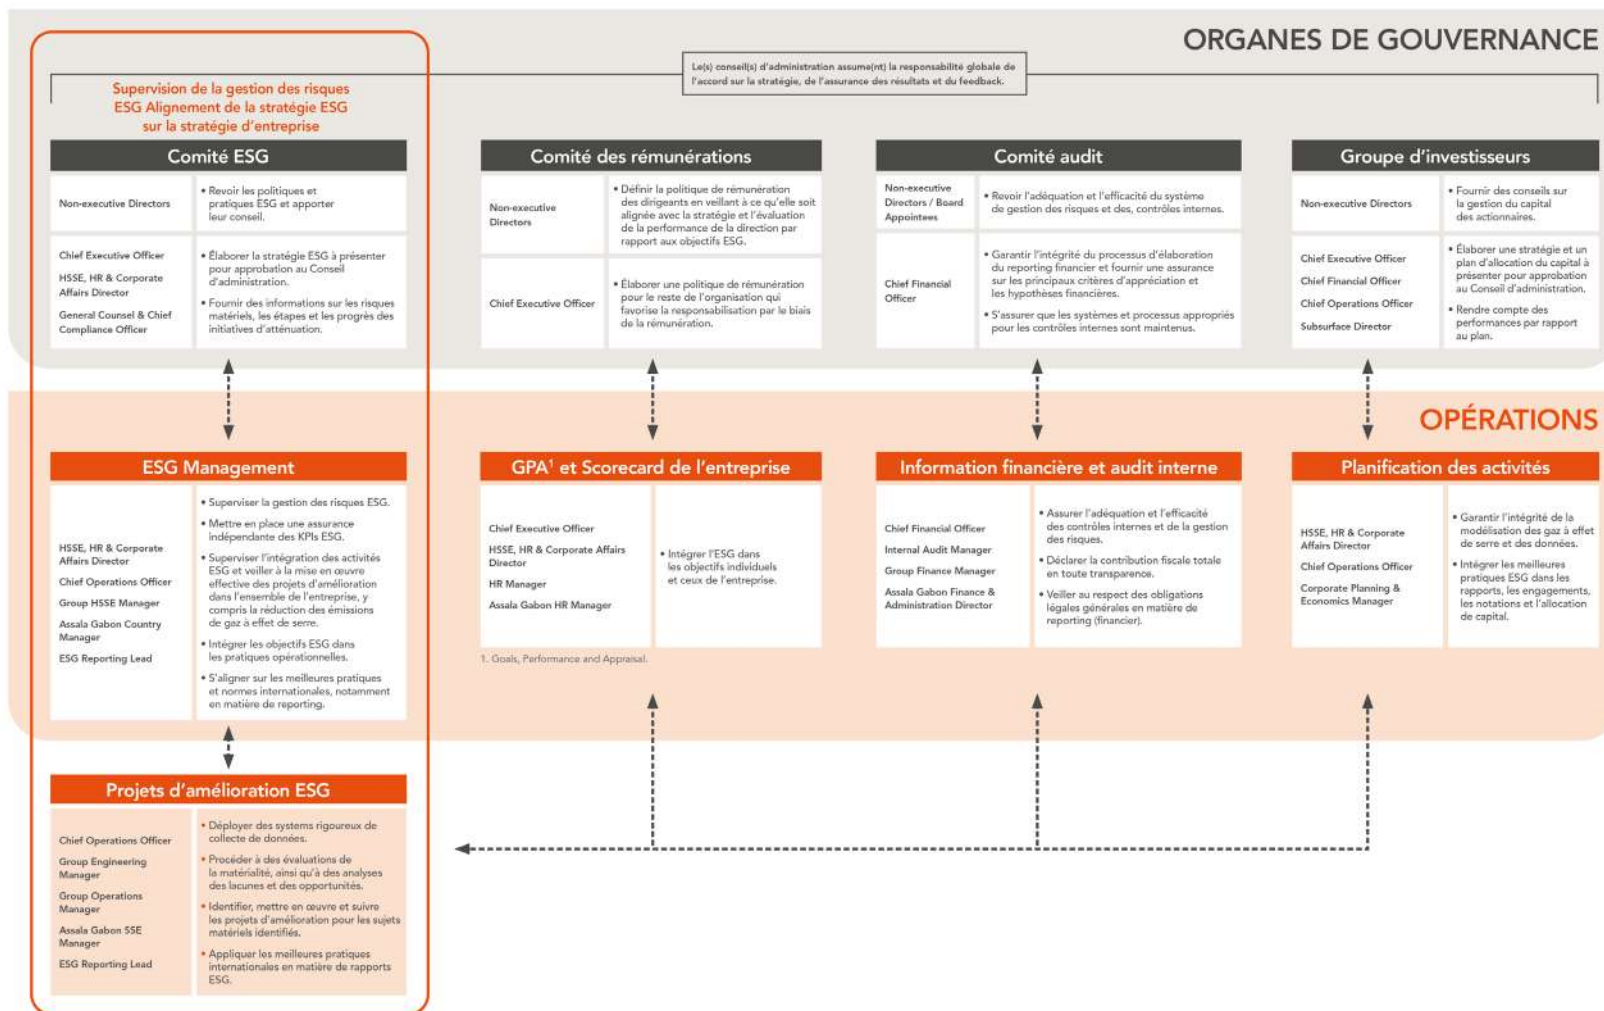 ORGANES DE GOUVERNANCE
Le(s) conseil(s) d'administration assume(nt) la responsabilité globale de
l'accord sur la stratégie, de l'assurance des résultats et du feedback.
Supervision de la gestion des risques
ESG Alignement de la stratégie ESG
sur la stratégie d'entreprise
Comité ESG
Non-executive Directors
• Revoir les politiques et
pratiques ESG et apporter
leur conseil.
Chief Executive Officer
HSSE, HR & Corporate
Affairs Director
General Counsel & Chief
Compliance Officer
• Élaborer la stratégie ESG à présenter
pour approbation au Conseil
d'administration.
• Fournir des informations sur les risques
matériels, les étapes et les progrès des
initiatives d'atténuation.
Comité des rémunérations
Non-executive
Directors
• Définir la politique de rémunération
des dirigeants en veillant à ce qu'elle soit
alignée avec la stratégie et l'évaluation
de la performance de la direction par
rapport aux objectifs ESG.
Chief Executive Officer
• Élaborer une politique de rémunération
pour le reste de l'organisation qui
favorise la responsabilisation par le biais
de la rémunération.
Comité audit
Non-executive
Directors / Board
Appointees
• Revoir l'adéquation et l'efficacité du système
de gestion des risques et des, contrôles internes.
Chief Financial
Officer
• Garantir l'intégrité du processus d'élaboration
du reporting financier et fournir une assurance
sur les principaux critères d'appréciation et
les hypothèses financières.
• S'assurer que les systèmes et processus appropriés
pour les contrôles internes sont maintenus.
Groupe d'investisseurs
Non-executive Directors
• Fournir des conseils sur
la gestion du capital
des actionnaires.
Chief Executive Officer
Chief Financial Officer
Chief Operations Officer
Subsurface Director
• Élaborer une stratégie et un
plan d'allocation du capital à
présenter pour approbation
au Conseil d'administration.
• Rendre compte des
performances par rapport
au plan.
OPÉRATIONS
ESG Management
HSSE, HR & Corporate
Affairs Director
Chief Operations Officer
Group HSSE Manager
Assala Gabon Country
Manager
ESG Reporting Lead
• Superviser la gestion des risques ESG.
• Mettre en place une assurance
indépendante des KPIs ESG.
• Superviser l'intégration des activités
ESG et veiller à la mise en œuvre
effective des projets d'amélioration
dans l'ensemble de l'entreprise, y
compris la réduction des émissions
de gaz à effet de serre.
• Intégrer les objectifs ESG dans
les pratiques opérationnelles.
• S'aligner sur les meilleures pratiques
et normes internationales, notamment
en matière de reporting.
GPA¹ et Scorecard de l'entreprise
Chief Executive Officer
HSSE, HR & Corporate Affairs
Director
HR Manager
Assala Gabon HR Manager
• Intégrer l'ESG dans
les objectifs individuels
et ceux de l'entreprise.
1. Goals, Performance and Appraisal.
Information financière et audit interne
Chief Financial Officer
Internal Audit Manager
Group Finance Manager
Assala Gabon Finance &
Administration Director
• Assurer l'adéquation et l'efficacité
des contrôles internes et de la gestion
des risques.
• Déclarer la contribution fiscale totale
en toute transparence.
• Veiller au respect des obligations
légales générales en matière de
reporting (financier).
Planification des activités
HSSE, HR & Corporate
Affairs Director
Chief Operations Officer
Corporate Planning &
Economics Manager
• Garantir l'intégrité de la
modélisation des gaz à effet
de serre et des données.
• Intégrer les meilleures
pratiques ESG dans les
rapports, les engagements,
les notations et l'allocation
de capital.
Projets d'amélioration ESG
Chief Operations Officer
Group Engineering
Manager
Group Operations
Manager
Assala Gabon SSE
Manager
ESG Reporting Lead
• Déployer des systems rigoureux de
collecte de données.
• Procéder à des évaluations de
la matérialité, ainsi qu'à des analyses
des lacunes et des opportunités.
• Identifier, mettre en œuvre et suivre
les projets d'amélioration pour les sujets
matériels identifiés.
• Appliquer les meilleures pratiques
internationales en matière de rapports
ESG.